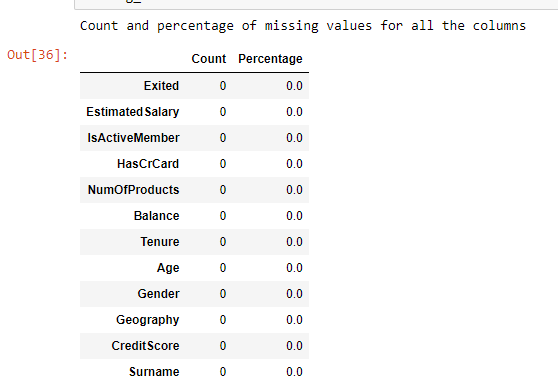 Count and percentage of missing values for all the columns
Out[36]:
Count Percentage
Exited 0 0.0
EstimatedSalary 0 0.0
IsActiveMember 0 0.0
HasCrCard 0 0.0
NumOfProducts 0 0.0
Balance 0 0.0
Tenure 0 0.0
Age 0 0.0
Gender 0 0.0
Geography 0 0.0
CreditScore 0 0.0
Surname 0 0.0